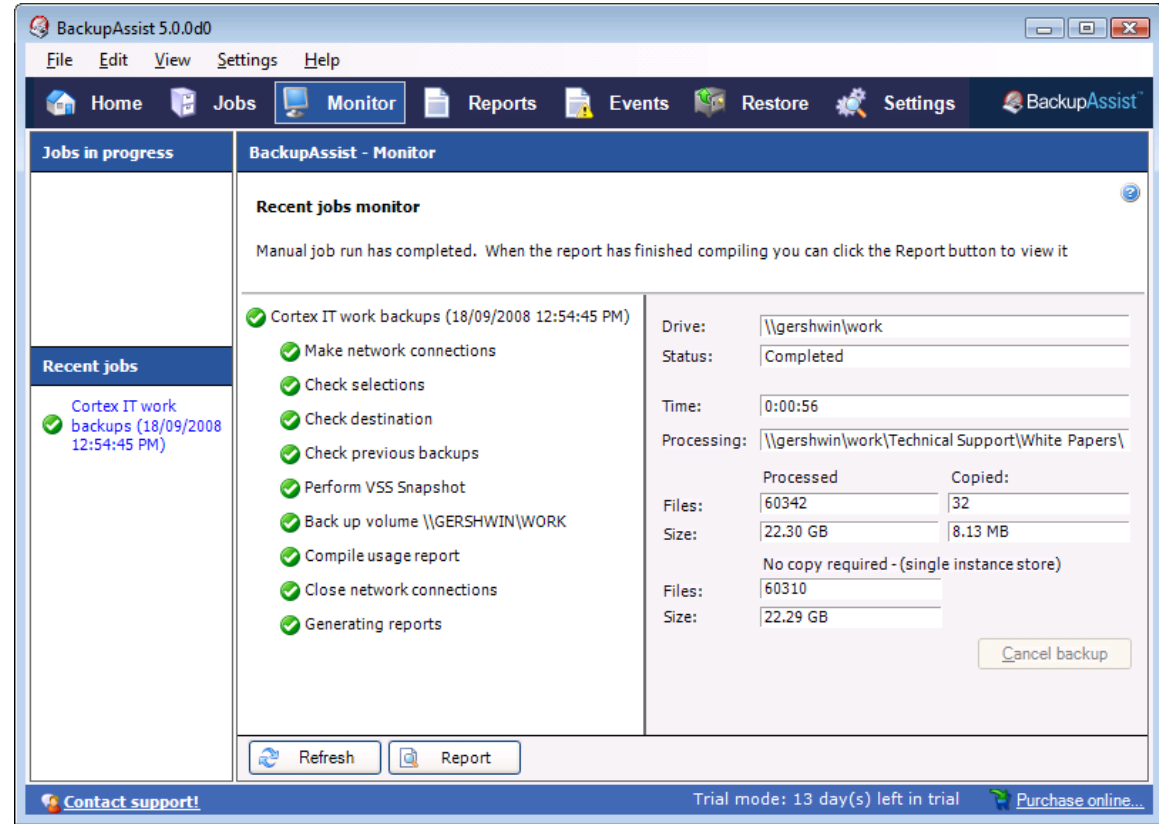 BackupAssist 5.0.0d0
File Edit View Settings Help
Home Jobs Monitor Reports Events Restore Settings BackupAssist™
Jobs in progress
BackupAssist - Monitor
Recent jobs monitor
Manual job run has completed. When the report has finished compiling you can click the Report button to view it
Recent jobs
Cortex IT work
backups (18/09/2008
12:54:45 PM)
Cortex IT work backups (18/09/2008 12:54:45 PM)
Make network connections
Check selections
Check destination
Check previous backups
Perform VSS Snapshot
Back up volume \\GERSHWIN\WORK
Compile usage report
Close network connections
Generating reports
Drive: \\gershwin\work
Status: Completed
Time: 0:00:56
Processing: \\gershwin\work\Technical Support\White Papers\
Processed Copied:
Files: 60342 32
Size: 22.30 GB 8.13 MB
No copy required - (single instance store)
Files: 60310
Size: 22.29 GB
Cancel backup
Refresh Report
Contact support! Trial mode: 13 day(s) left in trial Purchase online...